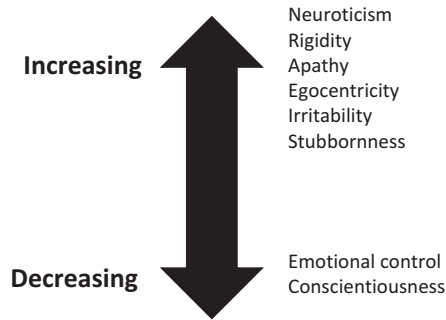 Increasing
Neuroticism
Rigidity
Apathy
Egocentricity
Irritability
Stubbornness
Decreasing
Emotional control
Conscientiousness